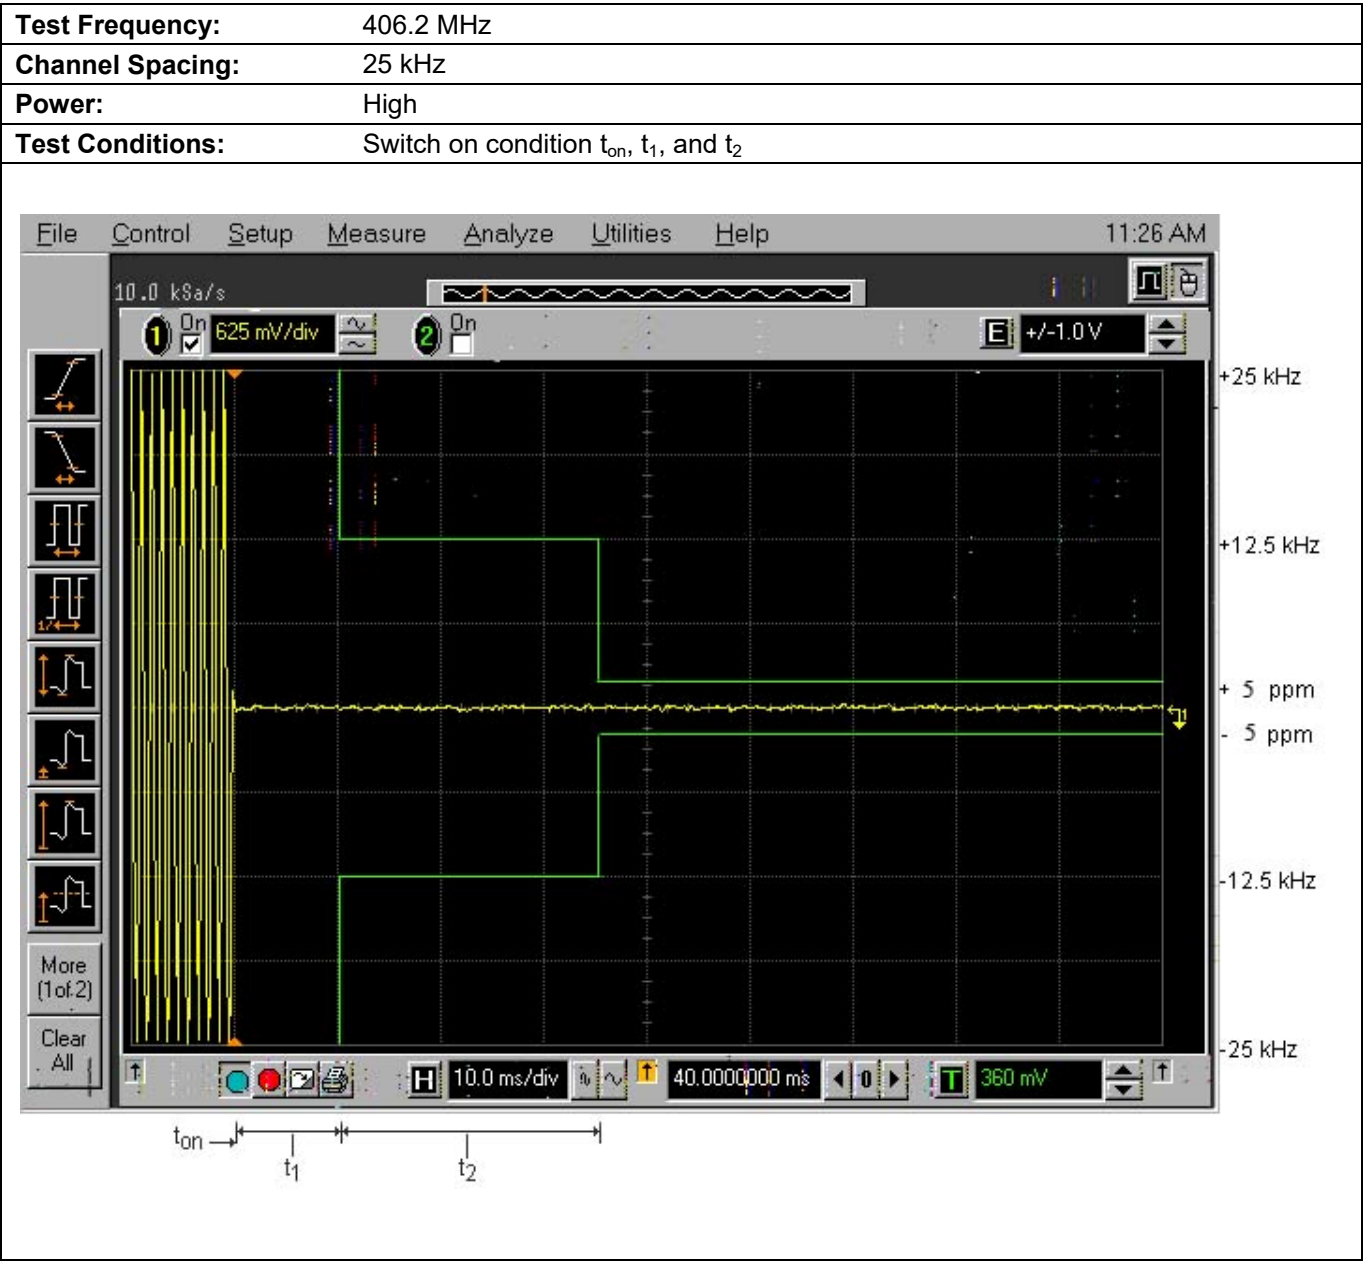 Test Frequency: 406.2 MHz
Channel Spacing: 25 kHz
Power: High
Test Conditions: Switch on condition ton, t1, and t2
File Control Setup Measure Analyze Utilities Help 11:26 AM
10.0 kSa/s
1 On 625 mV/div 2 On E +/-1.0 V
+25 kHz
+12.5 kHz
+ 5 ppm
1
- 5 ppm
-12.5 kHz
-25 kHz
1/
More
(1of2)
Clear
All
H 10.0 ms/div 40.0000000 ms 0 T 360 mV
ton
t1
t2